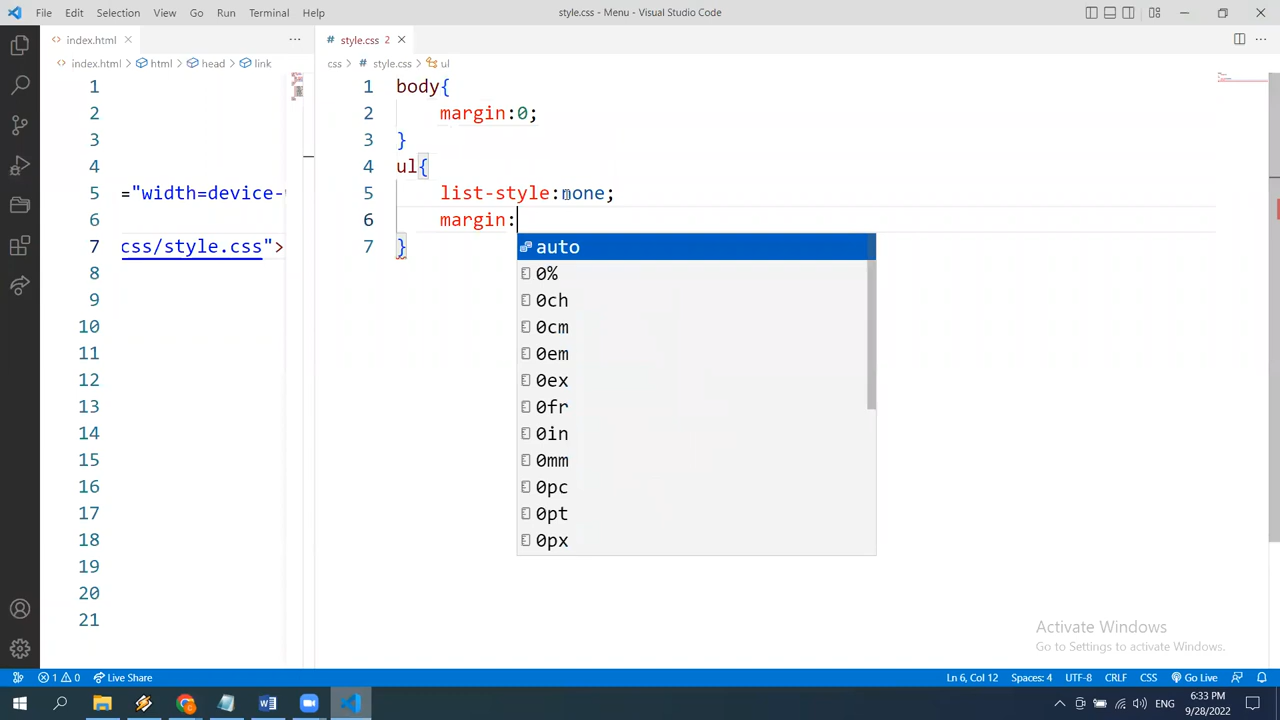 File Edit Selection View Go Run Terminal Help
style.css - Menu - Visual Studio Code
index.html
style.css 2
index.html > html > head > link
css > style.css > ul
1
2
3
4
5 ="width=device-
6
7 css/style.css">
8
9
10
11
12
13
14
15
16
17
18
19
20
21
1 body{
2 margin:0;
3 }
4 ul{
5 list-style:none;
6 margin:
7 }
auto
0%
0ch
0cm
0em
0ex
0fr
0in
0mm
0pc
0pt
0px
Activate Windows
Go to Settings to activate Windows.
1 0 Live Share
Ln 6, Col 12 Spaces: 4 UTF-8 CRLF CSS Go Live
ENG
6:33 PM
9/28/2022